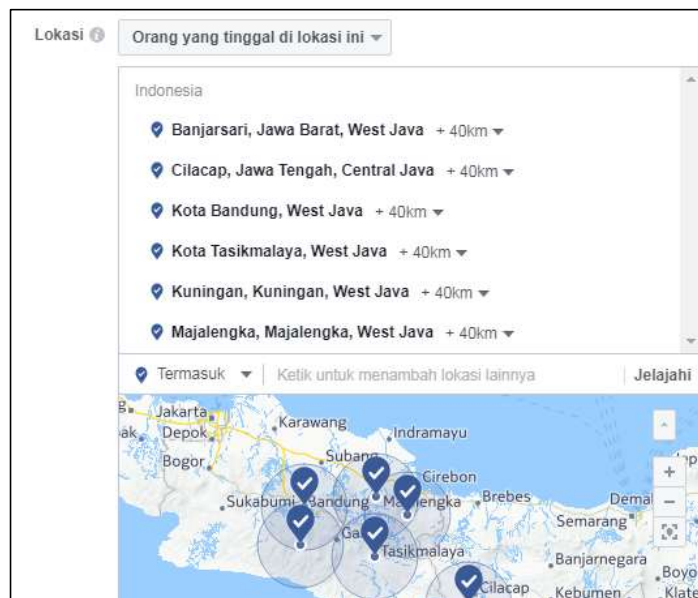 Lokasi
Orang yang tinggal di lokasi ini
Indonesia
Banjarsari, Jawa Barat, West Java + 40km
Cilacap, Jawa Tengah, Central Java + 40km
Kota Bandung, West Java + 40km
Kota Tasikmalaya, West Java + 40km
Kuningan, Kuningan, West Java + 40km
Majalengka, Majalengka, West Java + 40km
Termasuk
Ketik untuk menambah lokasi lainnya
Jelajahi
Jakarta
Karawang
Depok
Indramayu
Bogor
Subang
Cirebon
Sukabumi
Bandung
Brebes
Semarang
Tasikmalaya
Banjarnegara
Cilacap
Kebumen